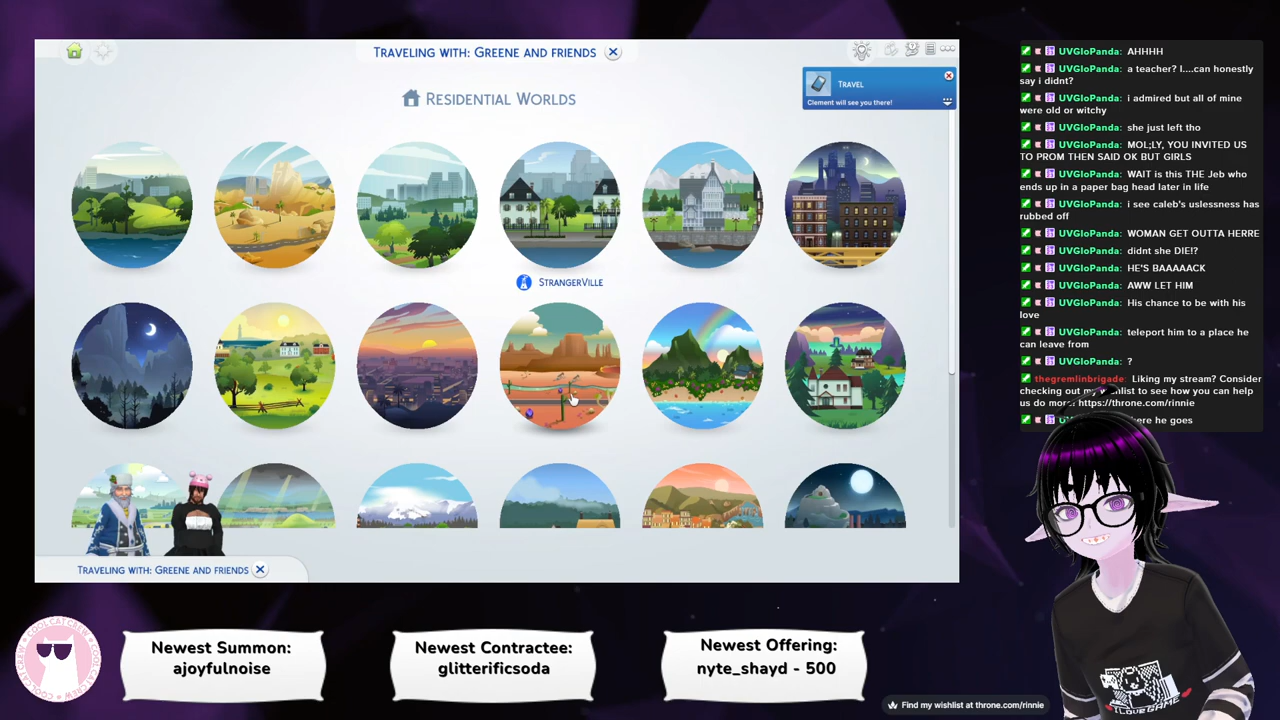 TRAVELING WITH: GREENE AND FRIENDS
RESIDENTIAL WORLDS
TRAVEL
Clement will see you there!
STRANGERVILLE
TRAVELING WITH: GREENE AND FRIENDS
UVGloPanda: AHHHH
UVGloPanda: a teacher? I....can honestly
say i didnt?
UVGloPanda: i admired but all of mine
were old or witchy
UVGloPanda: she just left tho
UVGloPanda: MOL;LY, YOU INVITED US
TO PROM THEN SAID OK BUT GIRLS
UVGloPanda: WAIT is this THE Jeb who
ends up in a paper bag head later in life
UVGloPanda: i see caleb's uslessness has
rubbed off
UVGloPanda: WOMAN GET OUTTA HERRE
UVGloPanda: didnt she DIE!?
UVGloPanda: HE'S BAAAAACK
UVGloPanda: AWW LET HIM
UVGloPanda: His chance to be with his
love
UVGloPanda: teleport him to a place he
can leave from
UVGloPanda: ?
thegremlinbrigade: Liking my stream? Consider
checking out my wishlist to see how you can help
us do more! https://throne.com/rinnie
he goes
COOL CAT CREW
Newest Summon:
ajoyfulnoise
Newest Contractee:
glitterificsoda
Newest Offering:
nyte_shayd - 500
Find my wishlist at throne.com/rinnie